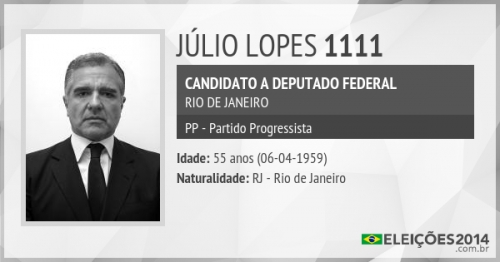 JÚLIO LOPES 1111
CANDIDATO A DEPUTADO FEDERAL
RIO DE JANEIRO
PP - Partido Progressista
Idade: 55 anos (06-04-1959)
Naturalidade: RJ - Rio de Janeiro
ELEIÇÕES2014
.com.br